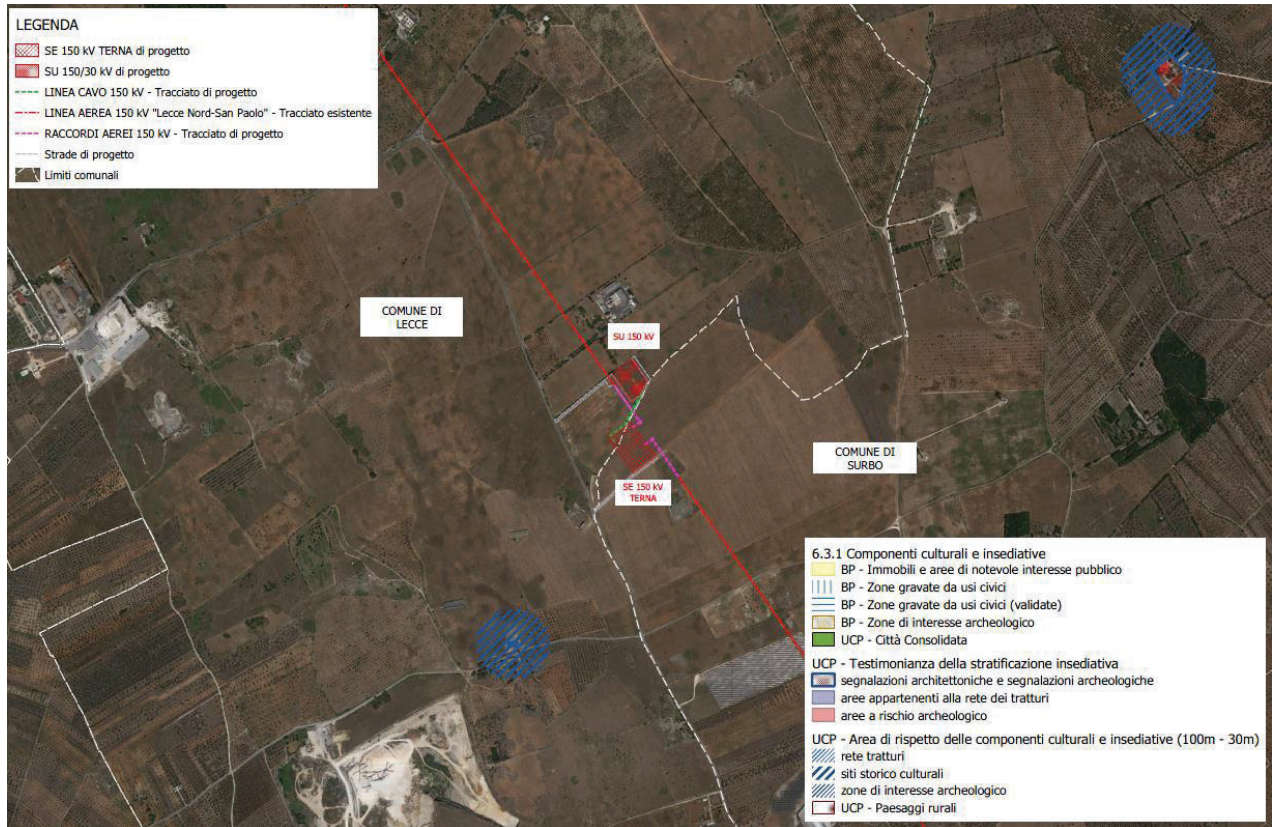 LEGENDA
SE 150 kV TERNA di progetto
SU 150/30 kV di progetto
LINEA CAVO 150 kV - Tracciato di progetto
LINEA AEREA 150 kV "Lecce Nord-San Paolo" - Tracciato esistente
RACCORDI AEREI 150 kV - Tracciato di progetto
Strade di progetto
Limiti comunali
COMUNE DI
LECCE
SU 150 kV
COMUNE DI
SURBO
SE 150 kV
TERNA
6.3.1 Componenti culturali e insediative
BP - Immobili e aree di notevole interesse pubblico
BP - Zone gravate da usi civici
BP - Zone gravate da usi civici (validate)
BP - Zone di interesse archeologico
UCP - Città Consolidata
UCP - Testimonianza della stratificazione insediativa
segnalazioni architettoniche e segnalazioni archeologiche
aree appartenenti alla rete dei tratturi
aree a rischio archeologico
UCP - Area di rispetto delle componenti culturali e insediative (100m - 30m)
rete tratturi
siti storico culturali
zone di interesse archeologico
UCP - Paesaggi rurali